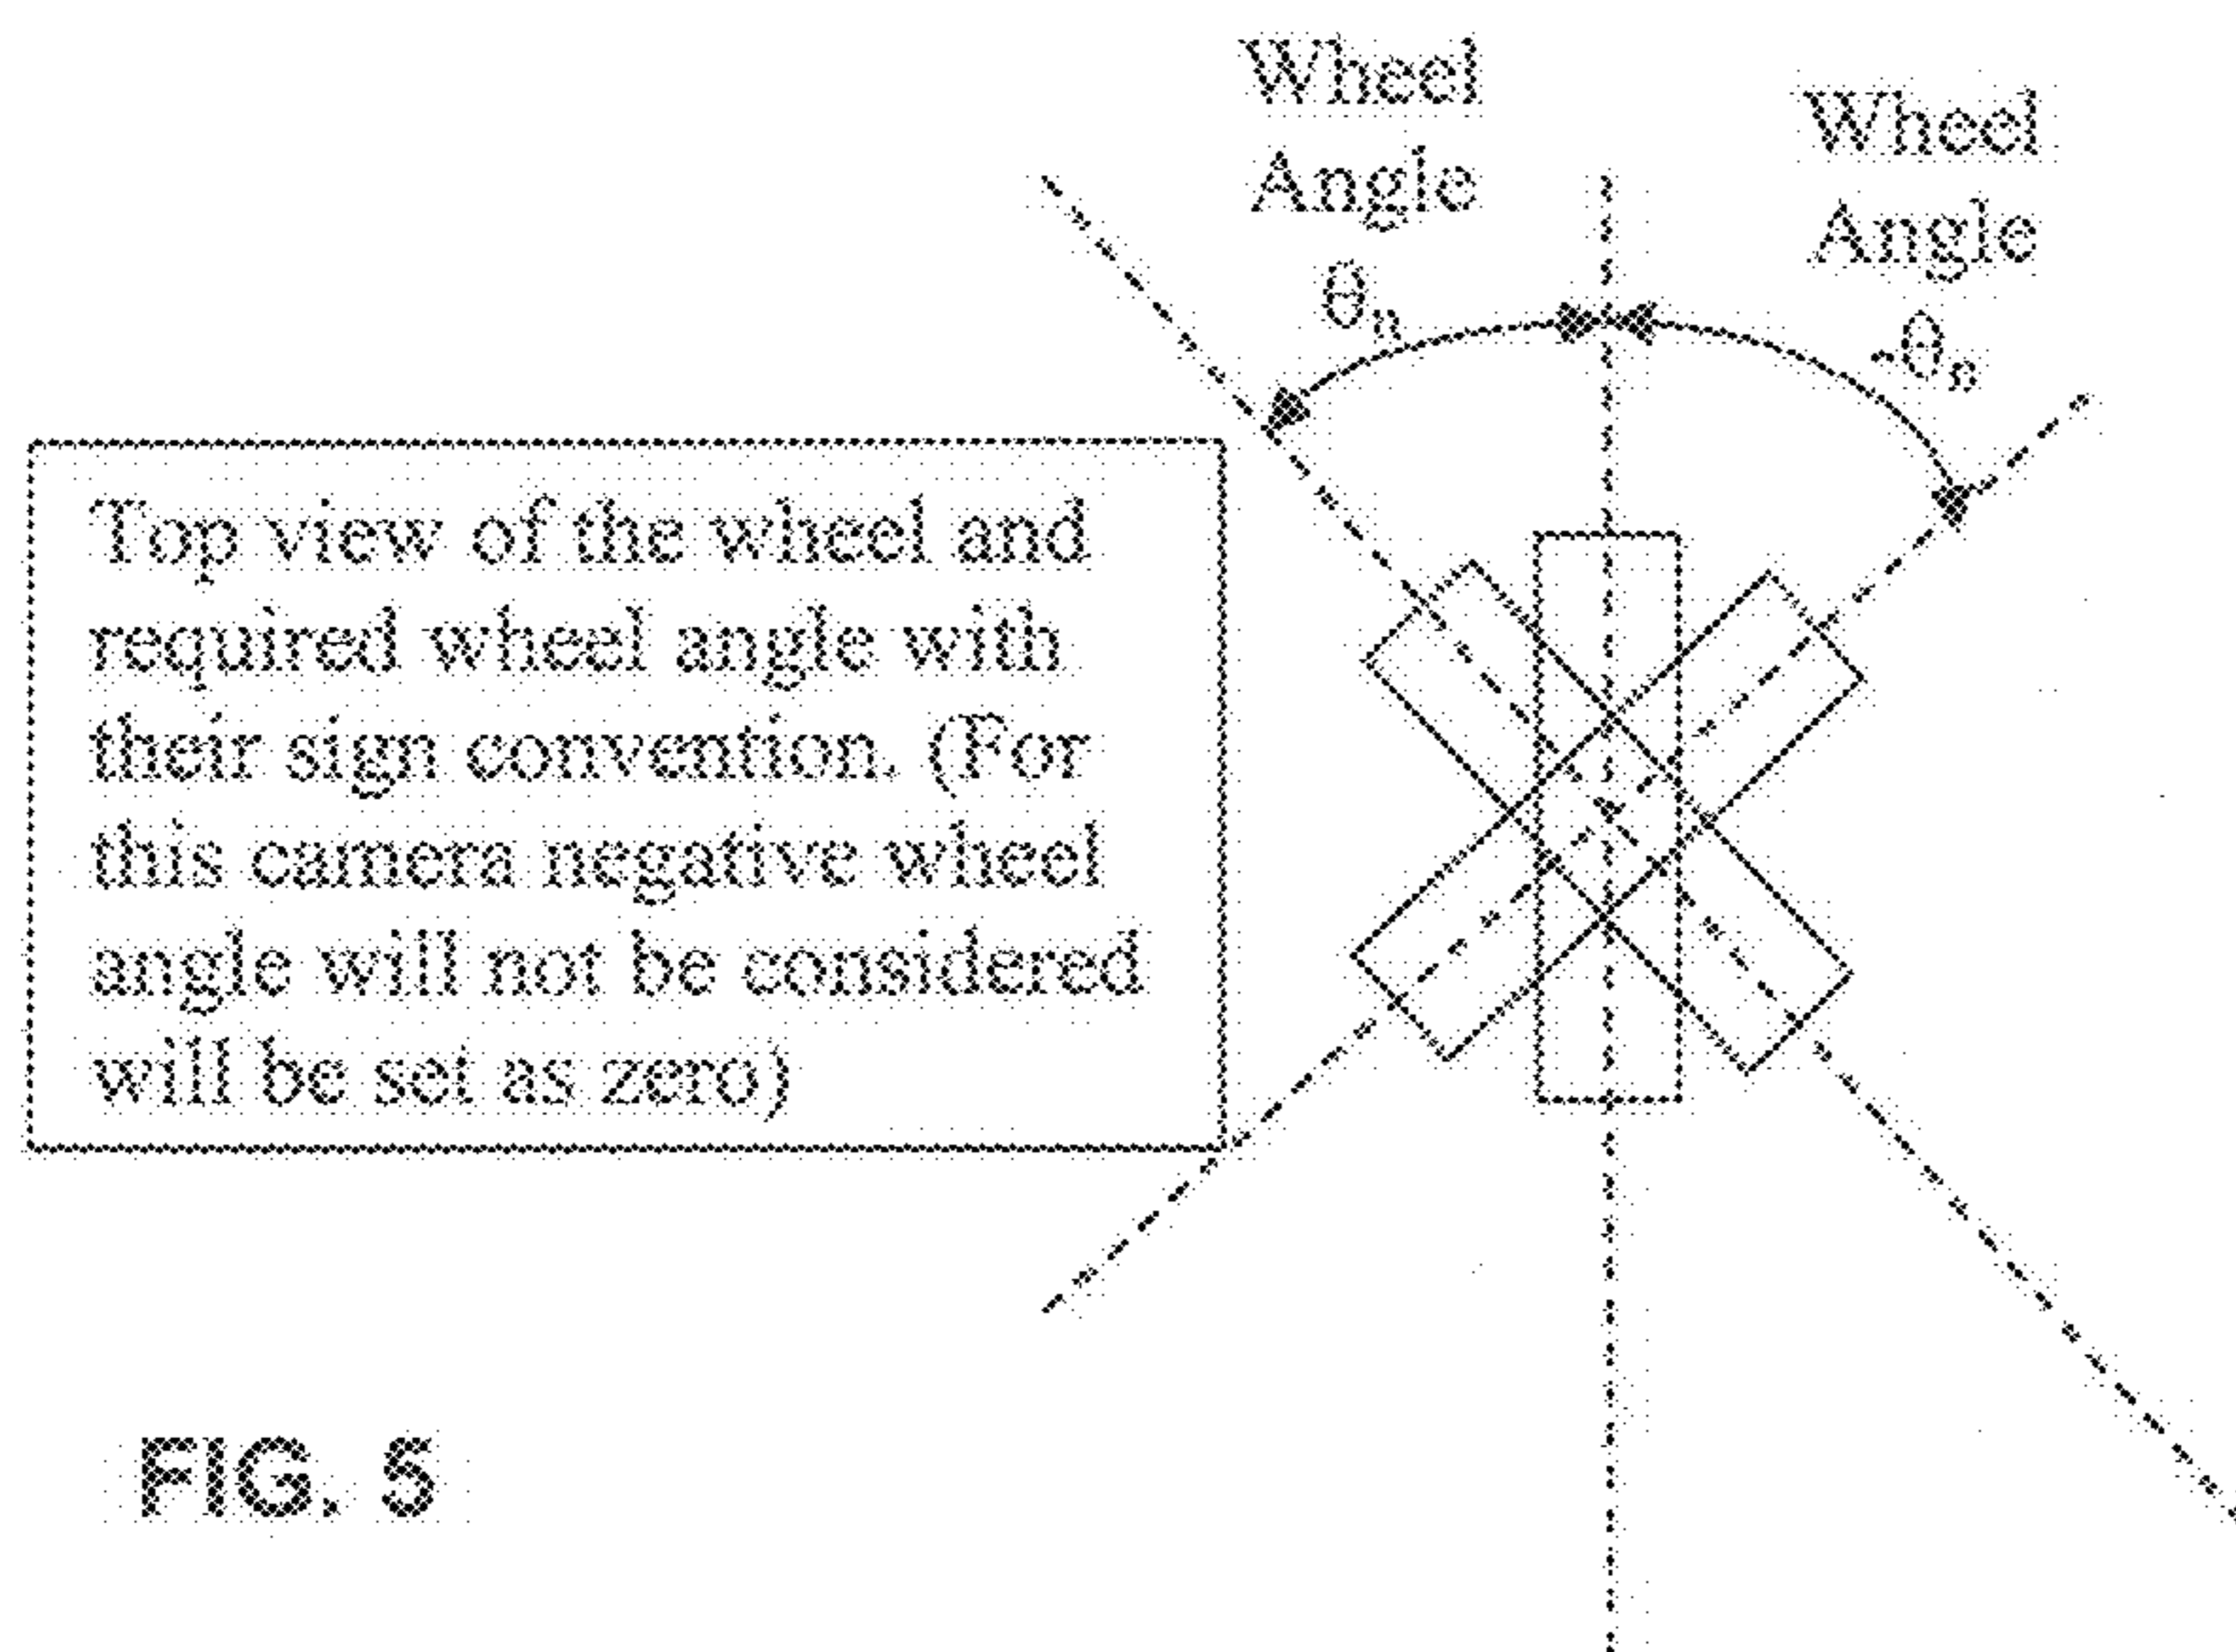 Wheel
Angle
θn
Wheel
Angle
-θn
Top view of the wheel and
required wheel angle with
their sign convention. (For
this camera negative wheel
angle will not be considered
will be set as zero)
FIG. 5